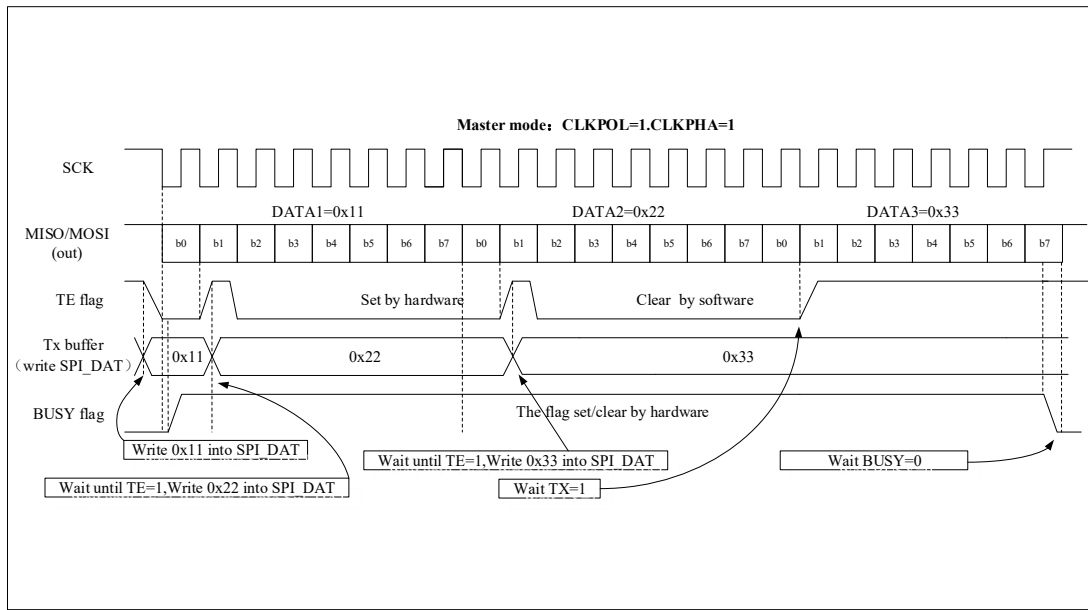 Master mode：CLKPOL=1.CLKPHA=1
SCK
DATA1=0x11 DATA2=0x22 DATA3=0x33
MISO/MOSI
(out)
b0 b1 b2 b3 b4 b5 b6 b7 b0 b1 b2 b3 b4 b5 b6 b7 b0 b1 b2 b3 b4 b5 b6 b7
TE flag
Set by hardware
Clear by software
Tx buffer
（write SPI_DAT）
0x11 0x22 0x33
BUSY flag
The flag set/clear by hardware
Write 0x11 into SPI_DAT
Wait until TE=1,Write 0x33 into SPI_DAT
Wait BUSY=0
Wait until TE=1,Write 0x22 into SPI_DAT
Wait TX=1